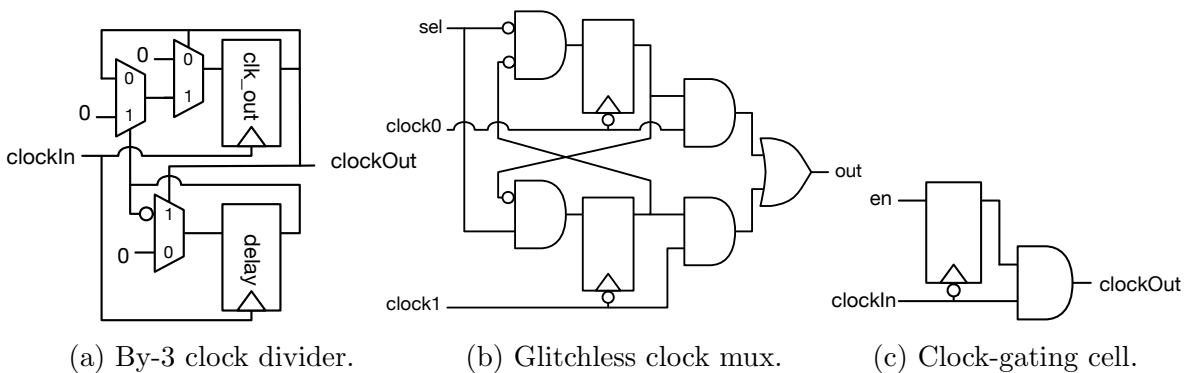 0
0
1
0
1
0
clk_out
clockIn
clockOut
1
0
0
delay
sel
clock0
clock1
out
en
clockIn
clockOut
(a) By-3 clock divider.
(b) Glitchless clock mux.
(c) Clock-gating cell.